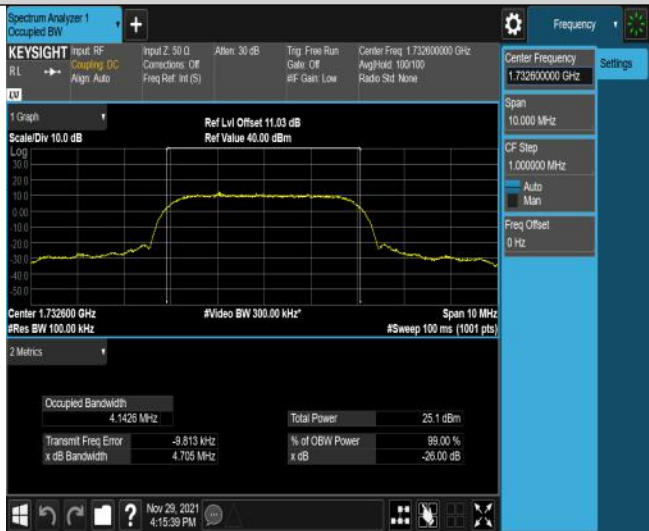 Spectrum Analyzer 1
Occupied BW
+
Frequency
KEYSIGHT
RL
Input: RF
Coupling: DC
Align: Auto
Input Z: 50 Ω
Corrections: Off
Freq Ref: Int (S)
Atten: 30 dB
Trig: Free Run
Gate: Off
#IF Gain: Low
Center Freq: 1.732600000 GHz
Avg|Hold: 100/100
Radio Std: None
LXI
Center Frequency
1.732600000 GHz
Settings
Span
10.000 MHz
CF Step
1.000000 MHz
Auto
Man
Freq Offset
0 Hz
1 Graph
Scale/Div 10.0 dB
Ref Lvl Offset 11.03 dB
Ref Value 40.00 dBm
Log
30.0
20.0
10.0
0.00
-10.0
-20.0
-30.0
-40.0
-50.0
Center 1.732600 GHz
#Res BW 100.00 kHz
#Video BW 300.00 kHz*
Span 10 MHz
#Sweep 100 ms (1001 pts)
2 Metrics
Occupied Bandwidth
4.1426 MHz
Total Power 25.1 dBm
Transmit Freq Error -9.813 kHz
% of OBW Power 99.00 %
x dB Bandwidth 4.705 MHz
x dB -26.00 dB
?
Nov 29, 2021
4:15:39 PM